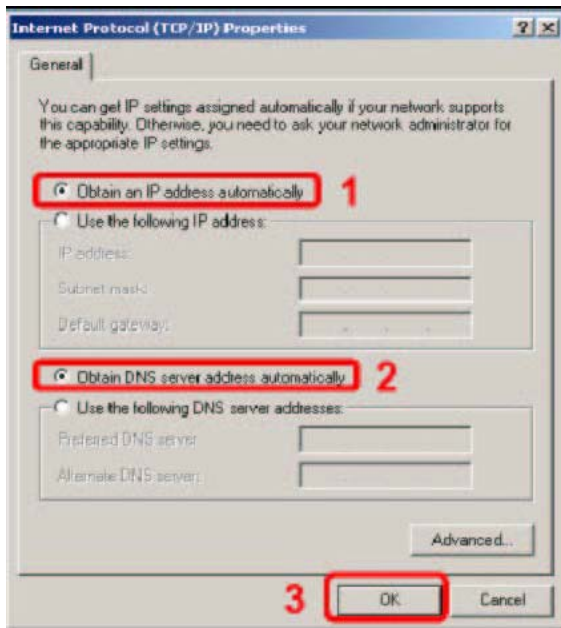 Internet Protocol (TCP/IP) Properties
General
You can get IP settings assigned automatically if your network supports
this capability. Otherwise, you need to ask your network administrator for
the appropriate IP settings.
Obtain an IP address automatically
1
Use the following IP address:
IP address:
Subnet mask:
Default gateway:
Obtain DNS server address automatically
2
Use the following DNS server addresses:
Preferred DNS server
Alternate DNS server:
Advanced...
3
OK
Cancel